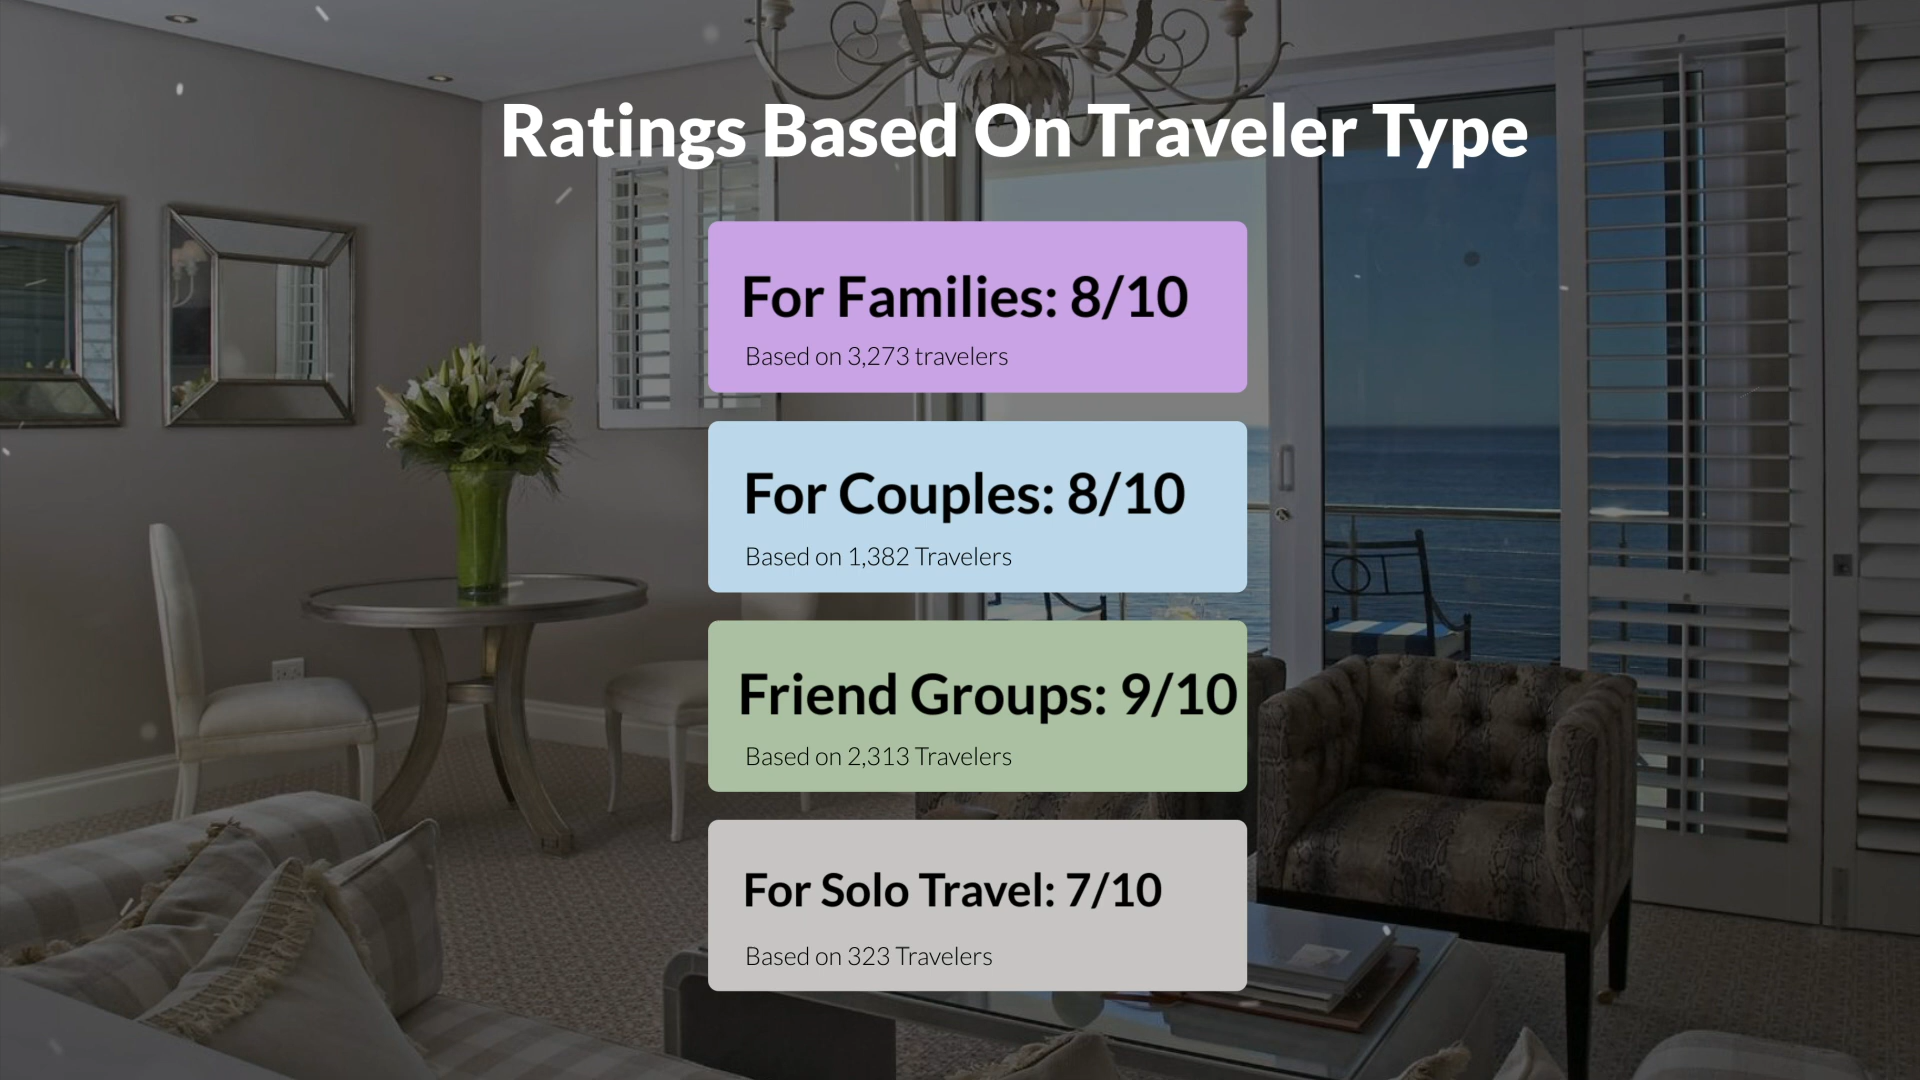 Ratings Based On Traveler Type
For Families: 8/10
Based on 3,273 travelers
For Couples: 8/10
Based on 1,382 Travelers
Friend Groups: 9/10
Based on 2,313 Travelers
For Solo Travel: 7/10
Based on 323 Travelers